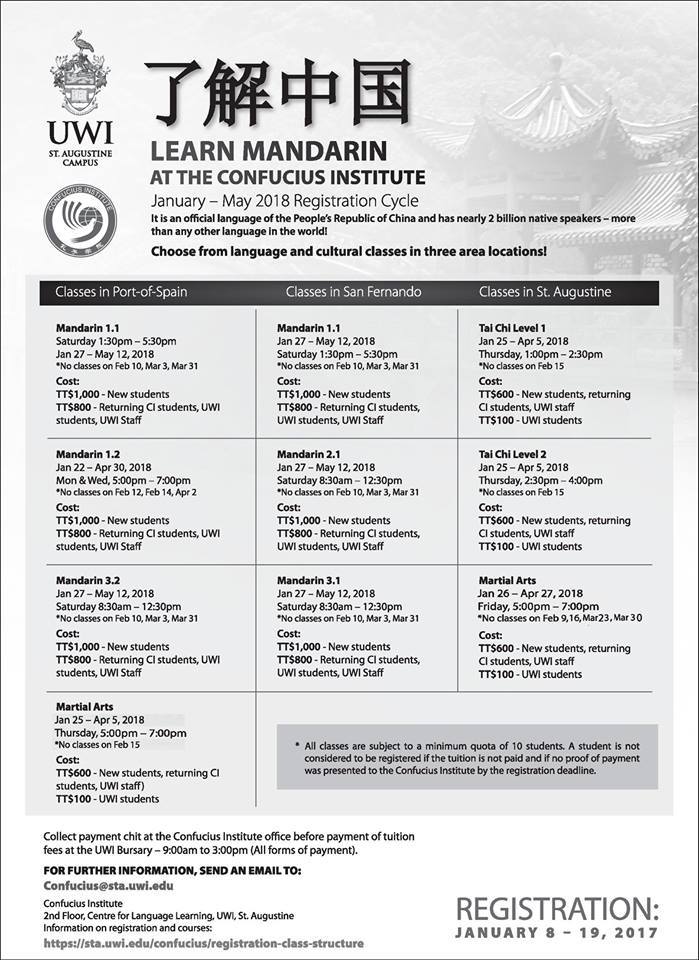 了解中国
UWI
ST. AUGUSTINE
CAMPUS
LEARN MANDARIN
AT THE CONFUCIUS INSTITUTE
January – May 2018 Registration Cycle
It is an official language of the People's Republic of China and has nearly 2 billion native speakers – more
than any other language in the world!
Choose from language and cultural classes in three area locations!
CONFUCIUS INSTITUTE
孔子学院
Classes in Port-of-Spain
Mandarin 1.1
Saturday 1:30pm – 5:30pm
Jan 27 – May 12, 2018
*No classes on Feb 10, Mar 3, Mar 31
Cost:
TT$1,000 - New students
TT$800 - Returning CI students, UWI
students, UWI Staff
Mandarin 1.2
Jan 22 – Apr 30, 2018
Mon & Wed, 5:00pm – 7:00pm
*No classes on Feb 12, Feb 14, Apr 2
Cost:
TT$1,000 - New students
TT$800 - Returning CI students, UWI
students, UWI Staff
Mandarin 3.2
Jan 27 – May 12, 2018
Saturday 8:30am – 12:30pm
*No classes on Feb 10, Mar 3, Mar 31
Cost:
TT$1,000 - New students
TT$800 - Returning CI students, UWI
students, UWI Staff
Martial Arts
Jan 25 – Apr 5, 2018
Thursday, 5:00pm – 7:00pm
*No classes on Feb 15
Cost:
TT$600 - New students, returning CI
students, UWI staff)
TT$100 - UWI students
Classes in San Fernando
Mandarin 1.1
Jan 27 – May 12, 2018
Saturday 1:30pm – 5:30pm
*No classes on Feb 10, Mar 3, Mar 31
Cost:
TT$1,000 - New students
TT$800 - Returning CI students,
UWI students, UWI Staff
Mandarin 2.1
Jan 27 – May 12, 2018
Saturday 8:30am – 12:30pm
*No classes on Feb 10, Mar 3, Mar 31
Cost:
TT$1,000 - New students
TT$800 - Returning CI students,
UWI students, UWI Staff
Mandarin 3.1
Jan 27 – May 12, 2018
Saturday 8:30am – 12:30pm
*No classes on Feb 10, Mar 3, Mar 31
Cost:
TT$1,000 - New students
TT$800 - Returning CI students,
UWI students, UWI Staff
Classes in St. Augustine
Tai Chi Level 1
Jan 25 – Apr 5, 2018
Thursday, 1:00pm – 2:30pm
*No classes on Feb 15
Cost:
TT$600 - New students, returning
CI students, UWI staff
TT$100 - UWI students
Tai Chi Level 2
Jan 25 – Apr 5, 2018
Thursday, 2:30pm – 4:00pm
*No classes on Feb 15
Cost:
TT$600 - New students, returning
CI students, UWI staff
TT$100 - UWI students
Martial Arts
Jan 26 – Apr 27, 2018
Friday, 5:00pm – 7:00pm
*No classes on Feb 9,16, Mar23, Mar 30
Cost:
TT$600 - New students, returning
CI students, UWI staff
TT$100 - UWI students
* All classes are subject to a minimum quota of 10 students. A student is not
considered to be registered if the tuition is not paid and if no proof of payment
was presented to the Confucius Institute by the registration deadline.
Collect payment chit at the Confucius Institute office before payment of tuition
fees at the UWI Bursary – 9:00am to 3:00pm (All forms of payment).
FOR FURTHER INFORMATION, SEND AN EMAIL TO:
Confucius@sta.uwi.edu
Confucius Institute
2nd Floor, Centre for Language Learning, UWI, St. Augustine
Information on registration and courses:
https://sta.uwi.edu/confucius/registration-class-structure
REGISTRATION:
JANUARY 8 – 19, 2017